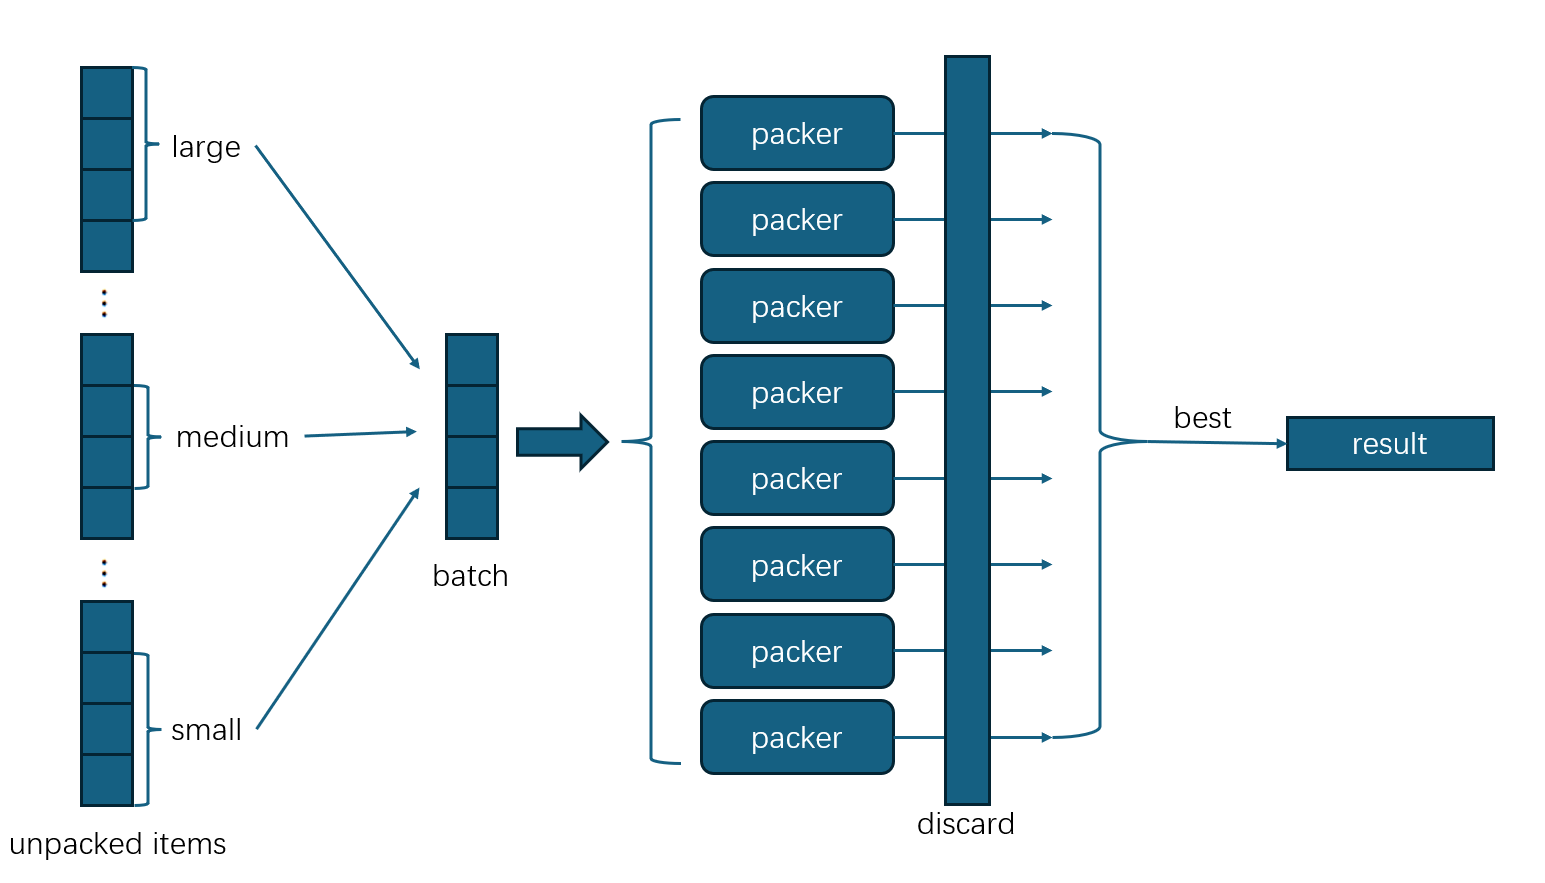 large
medium
small
unpacked items
batch
packer
packer
packer
packer
packer
packer
packer
packer
discard
best
result